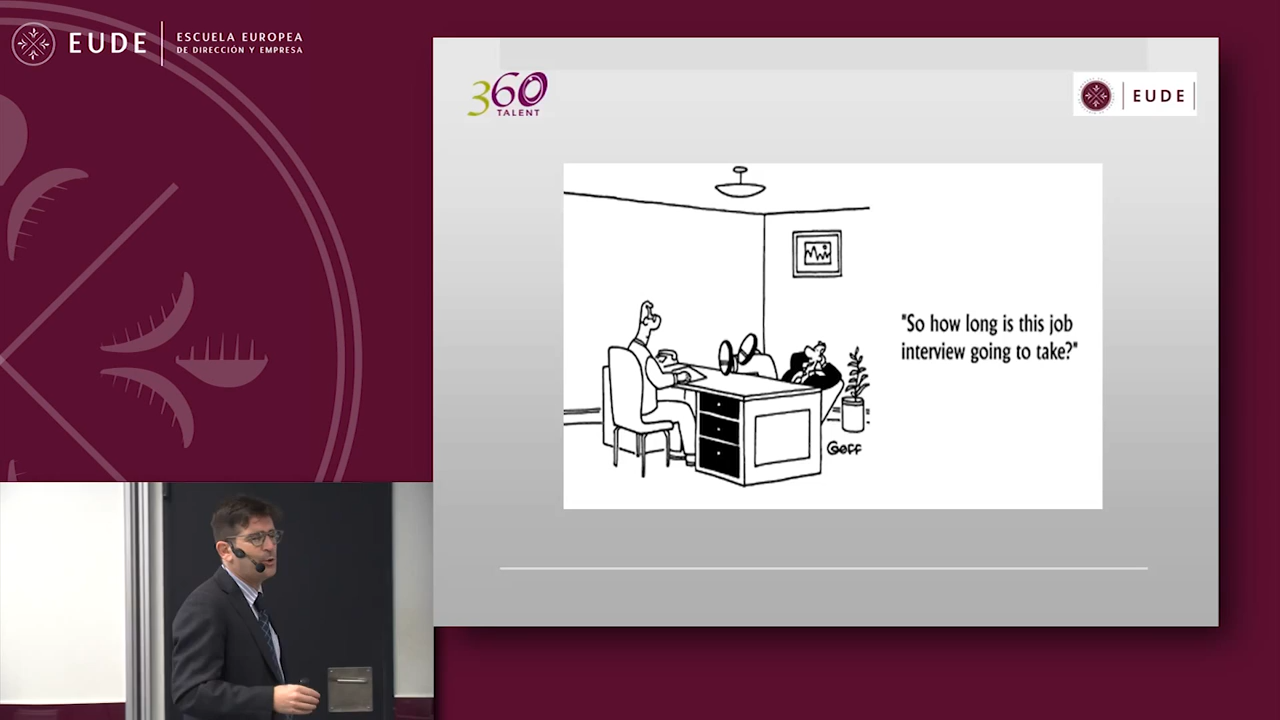 EUDE
ESCUELA EUROPEA
DE DIRECCIÓN Y EMPRESA
360
TALENT
EUDE
"So how long is this job
interview going to take?"
Geff